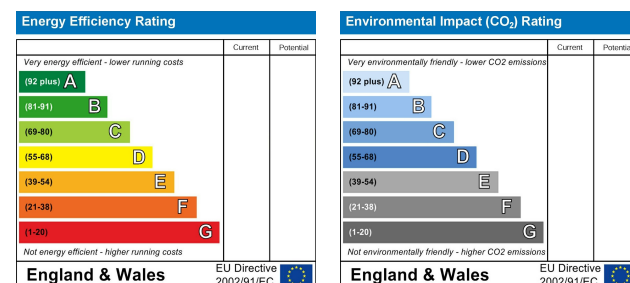 Energy Efficiency Rating
Current Potential
Very energy efficient - lower running costs
(92 plus) A
(81-91) B
(69-80) C
(55-68) D
(39-54) E
(21-38) F
(1-20) G
Not energy efficient - higher running costs
England & Wales
EU Directive
2002/91/EC
Environmental Impact (CO2) Rating
Current Potential
Very environmentally friendly - lower CO2 emissions
(92 plus) A
(81-91) B
(69-80) C
(55-68) D
(39-54) E
(21-38) F
(1-20) G
Not environmentally friendly - higher CO2 emissions
England & Wales
EU Directive
2002/91/EC